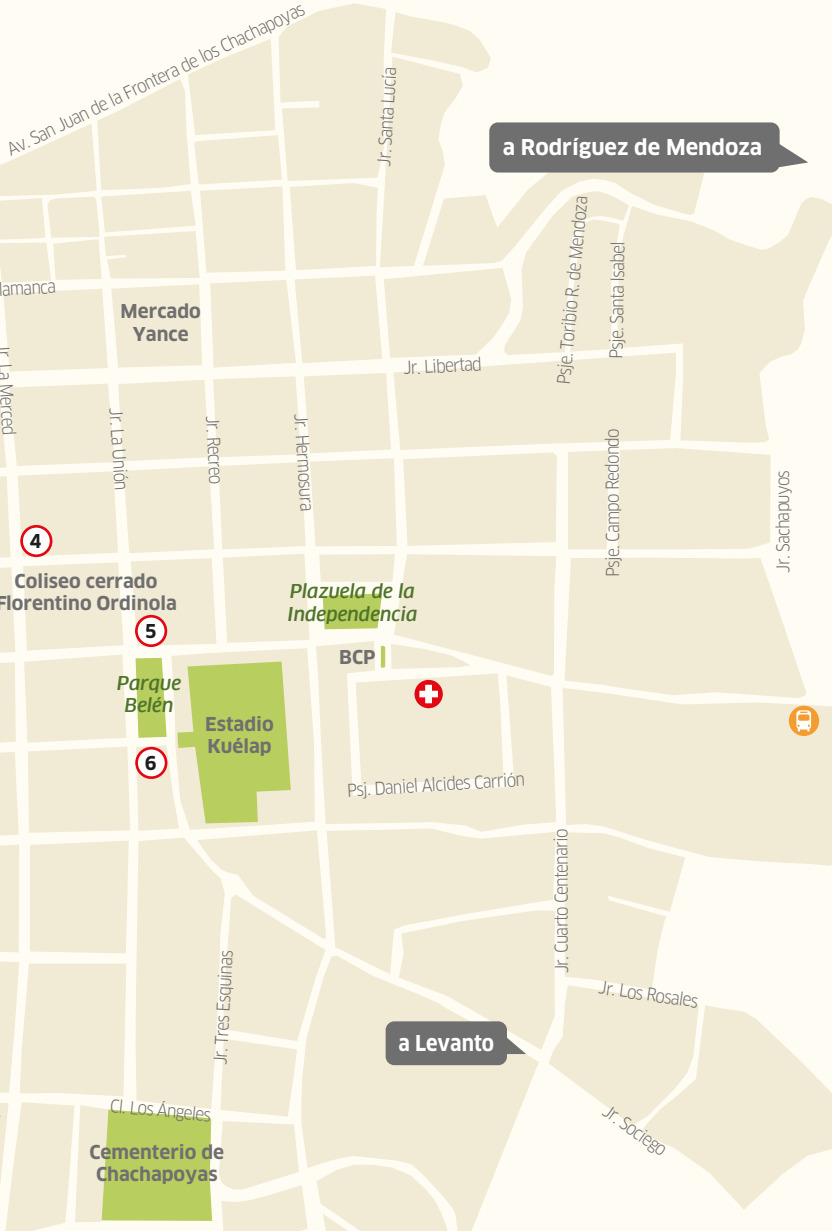 Av. San Juan de la Frontera de los Chachapoyas
Jr. Santa Lucía
a Rodríguez de Mendoza
Psje. Toribio R. de Mendoza
Psje. Santa Isabel
lamanca
Mercado
Yance
Jr. La Merced
Jr. Libertad
Jr. La Unión
Jr. Recreo
Jr. Hermosura
Psje. Campo Redondo
Jr. Sachapuyos
4
Coliseo cerrado
Florentino Ordinola
5
Plazuela de la
Independencia
BCP
Parque
Belén
Estadio
Kuélap
6
Psj. Daniel Alcides Carrión
Jr. Cuarto Centenario
Jr. Tres Esquinas
Jr. Los Rosales
a Levanto
Cl. Los Ángeles
Jr. Sociego
Cementerio de
Chachapoyas